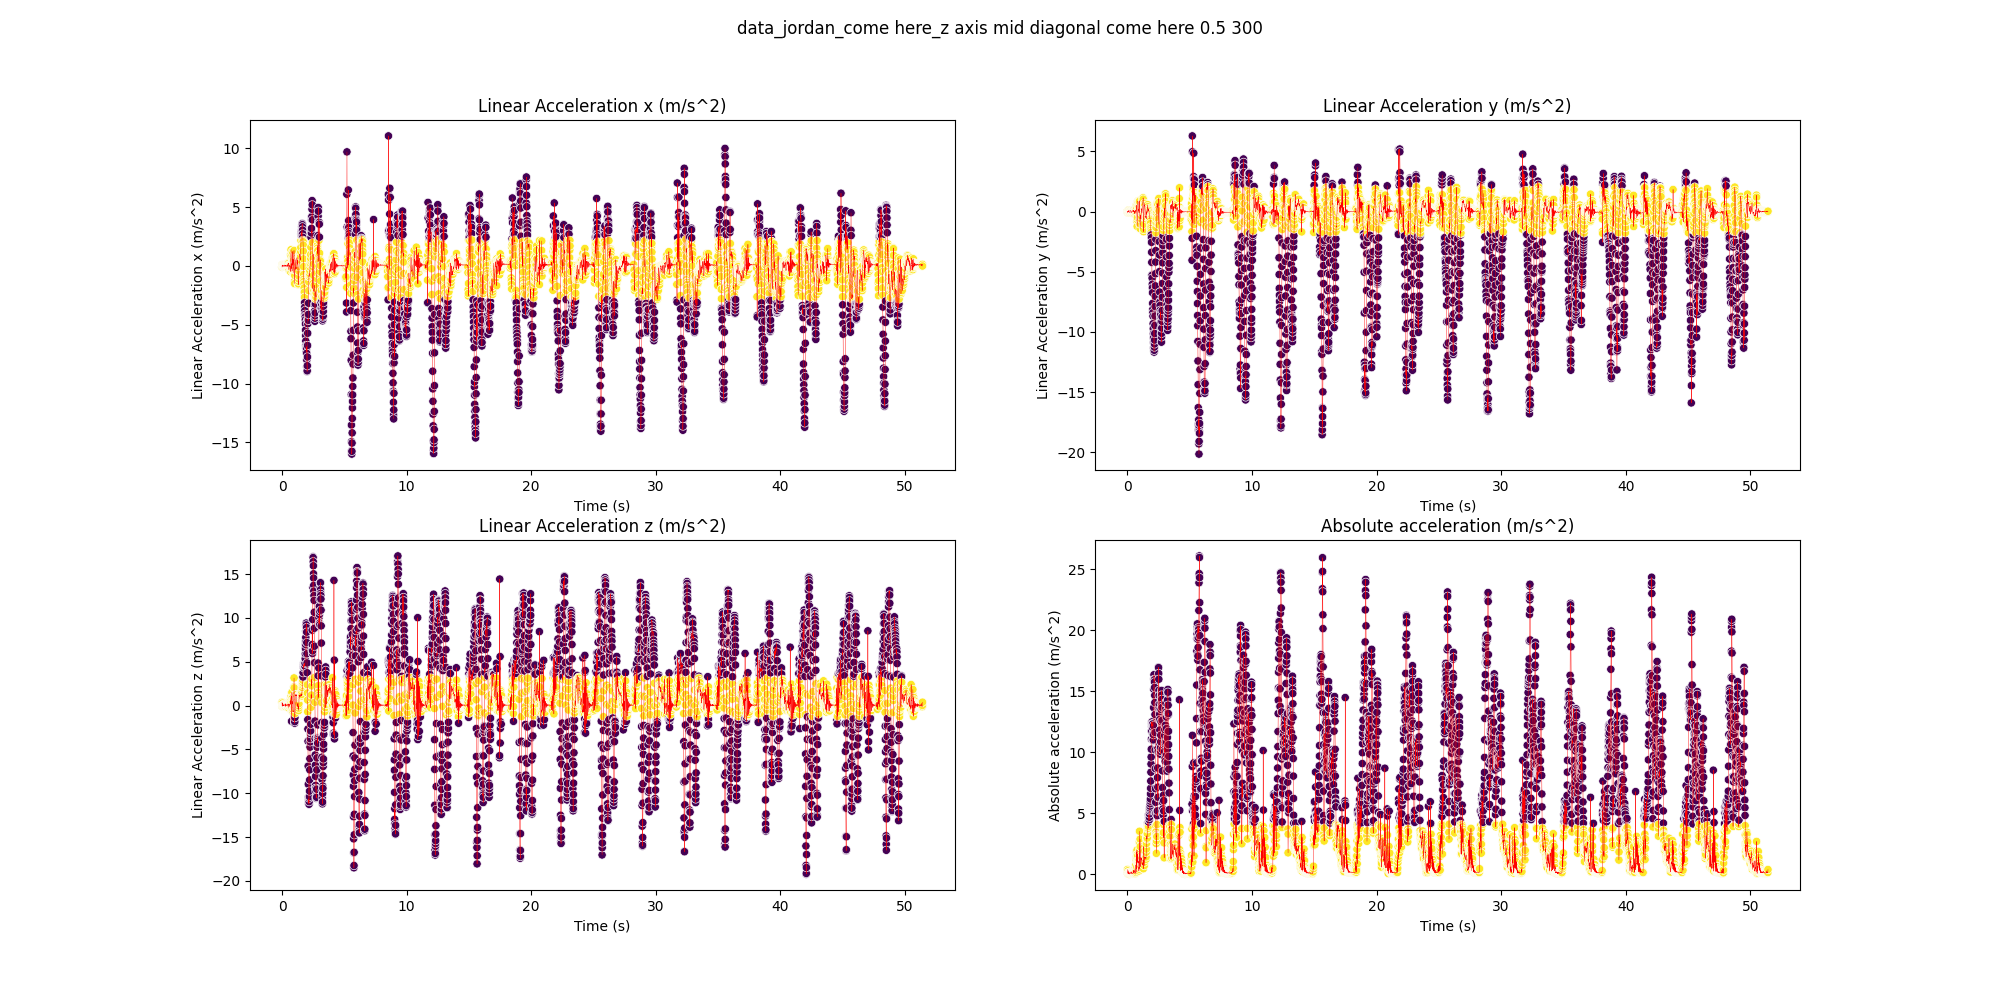 data_jordan_come here_z axis mid diagonal come here 0.5 300
Linear Acceleration x (m/s^2)
Linear Acceleration x (m/s^2)
10
5
0
−5
−10
−15
0 10 20 30 40 50
Time (s)
Linear Acceleration y (m/s^2)
Linear Acceleration y (m/s^2)
5
0
−5
−10
−15
−20
0 10 20 30 40 50
Time (s)
Linear Acceleration z (m/s^2)
Linear Acceleration z (m/s^2)
15
10
5
0
−5
−10
−15
−20
0 10 20 30 40 50
Time (s)
Absolute acceleration (m/s^2)
Absolute acceleration (m/s^2)
25
20
15
10
5
0
0 10 20 30 40 50
Time (s)